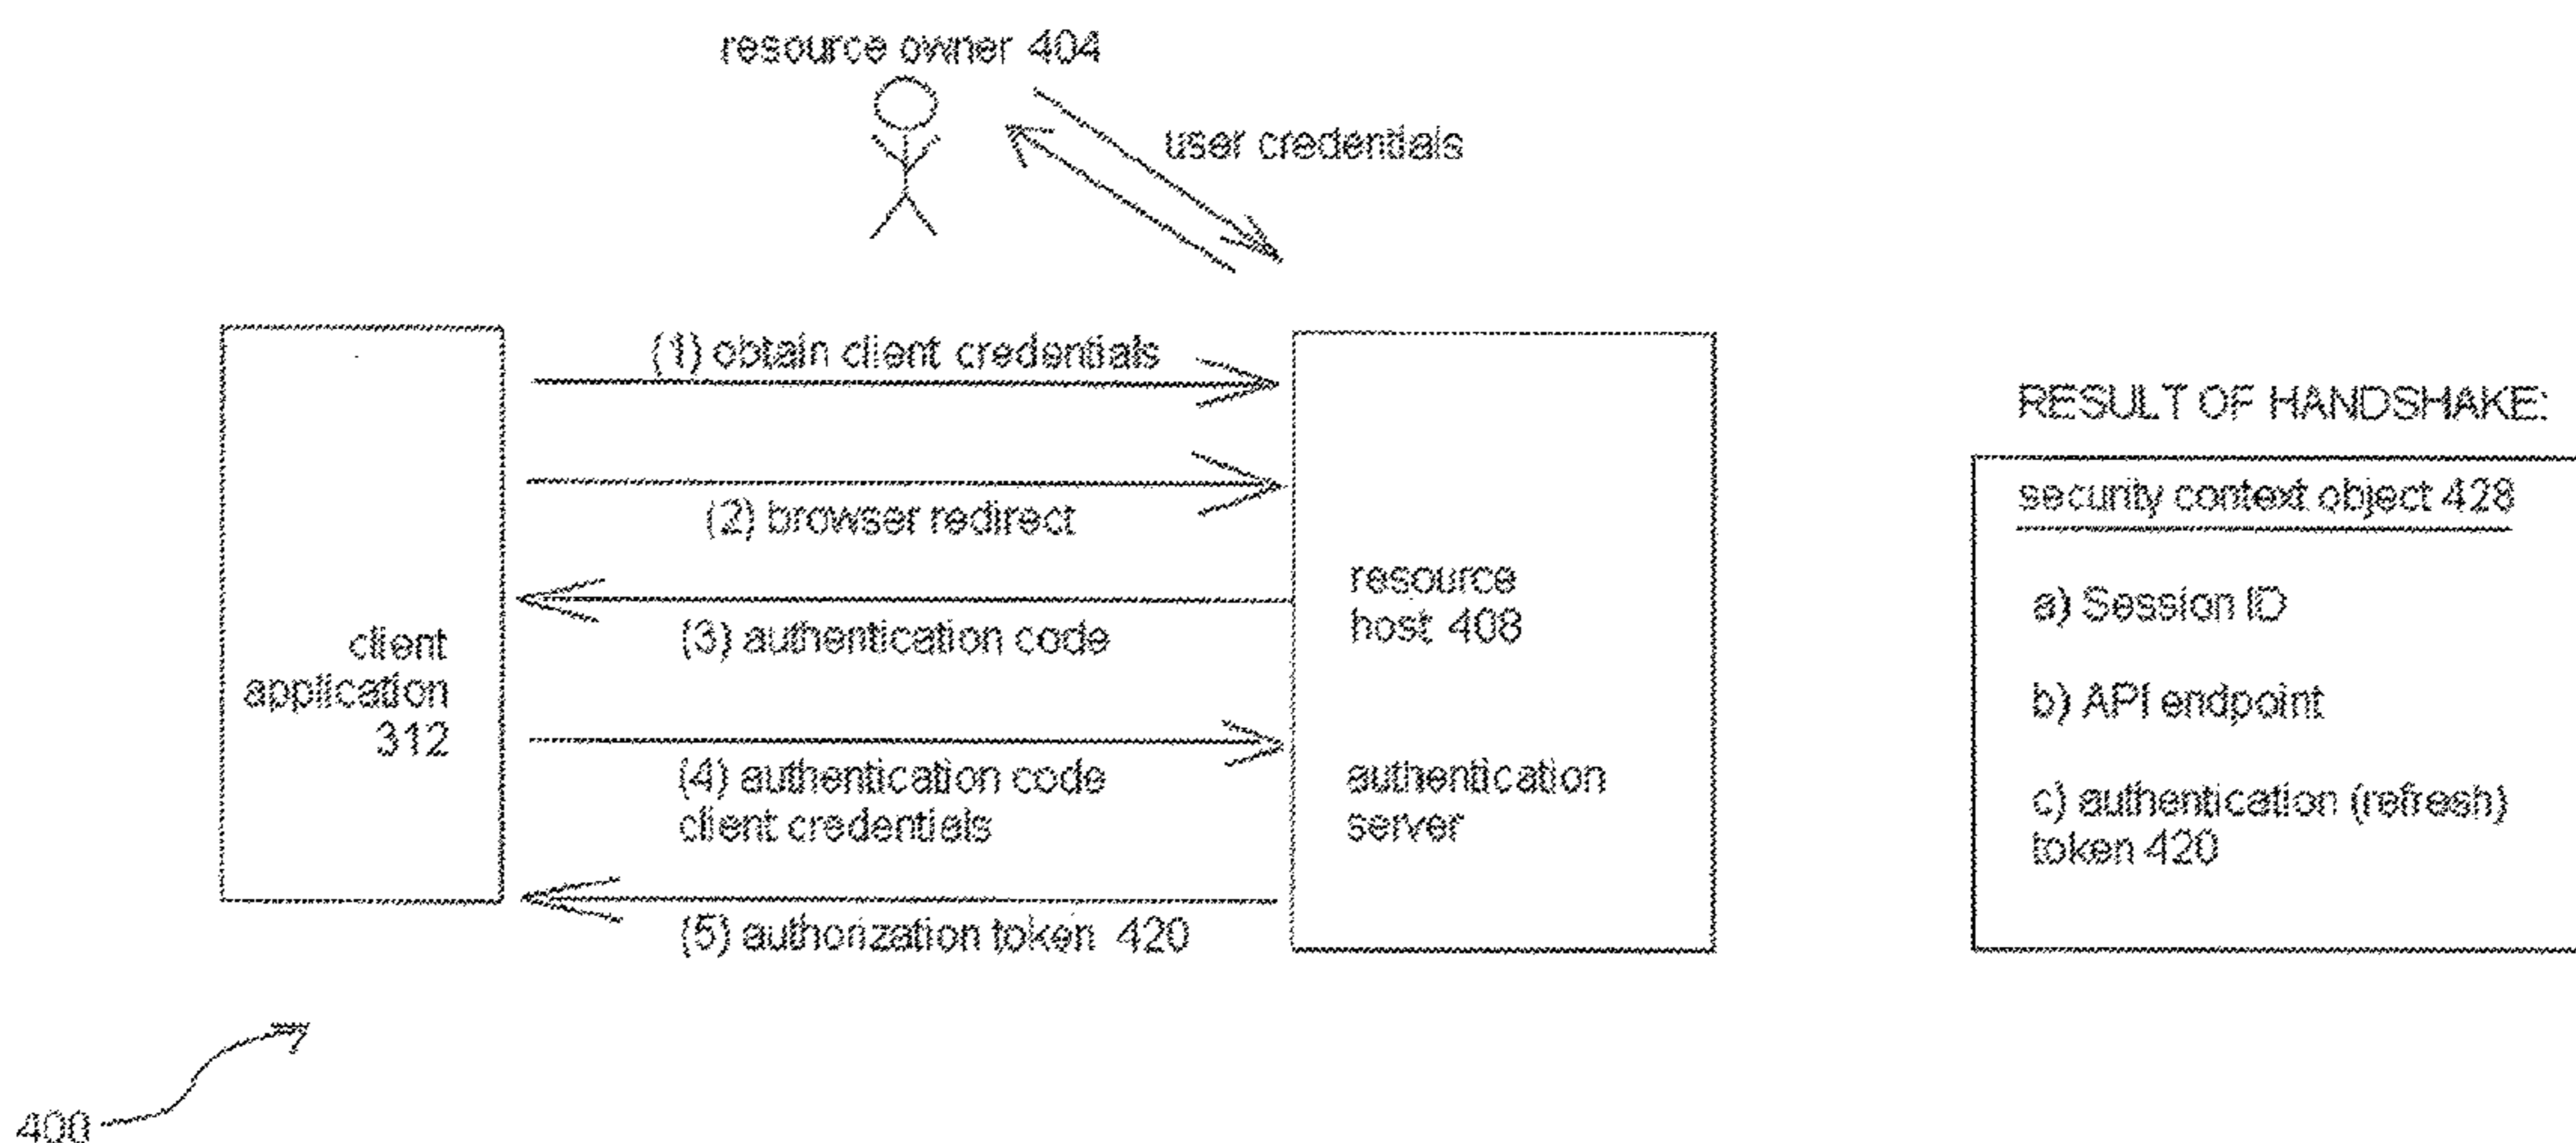 resource owner 404
user credentials
(1) obtain client credentials
(2) browser redirect
(3) authentication code
(4) authentication code
client credentials
(5) authorization token 420
client
application
312
resource
host 408
authentication
server
RESULT OF HANDSHAKE:
security context object 428
a) Session ID
b) API endpoint
c) authentication (refresh)
token 420
400